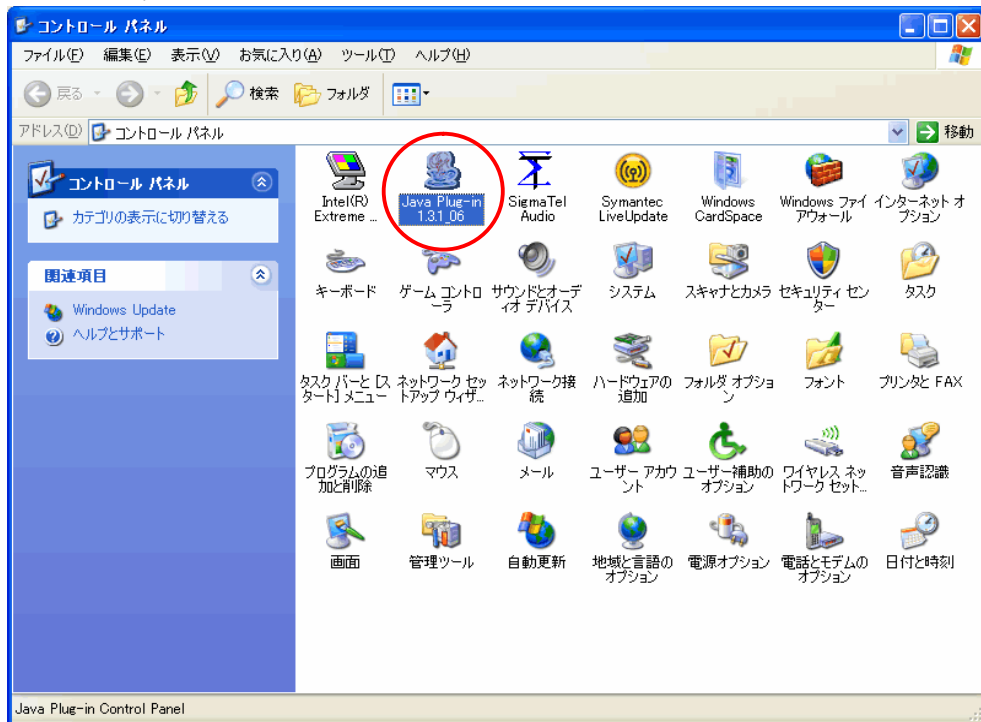 コントロール パネル
ファイル(F) 編集(E) 表示(V) お気に入り(A) ツール(T) ヘルプ(H)
戻る 検索 フォルダ
アドレス(D) コントロール パネル 移動
コントロール パネル
カテゴリの表示に切り替える
関連項目
Windows Update
ヘルプとサポート
Intel(R)
Extreme ...
Java Plug-in
1.3.1_06
SigmaTel
Audio
Symantec
LiveUpdate
Windows
CardSpace
Windows ファイ
アウォール
インターネット オ
プション
キーボード
ゲーム コントロ
ーラ
サウンドとオーデ
ィオ デバイス
システム
スキャナとカメラ
セキュリティ セン
ター
タスク
タスク バーと [ス
タート] メニュー
ネットワーク セッ
トアップ ウィザ...
ネットワーク接
続
ハードウェアの
追加
フォルダ オプショ
ン
フォント
プリンタと FAX
プログラムの追
加と削除
マウス
メール
ユーザー アカウ
ント
ユーザー補助の
オプション
ワイヤレス ネッ
トワーク セット...
音声認識
画面
管理ツール
自動更新
地域と言語の
オプション
電源オプション
電話とモデムの
オプション
日付と時刻
Java Plug-in Control Panel